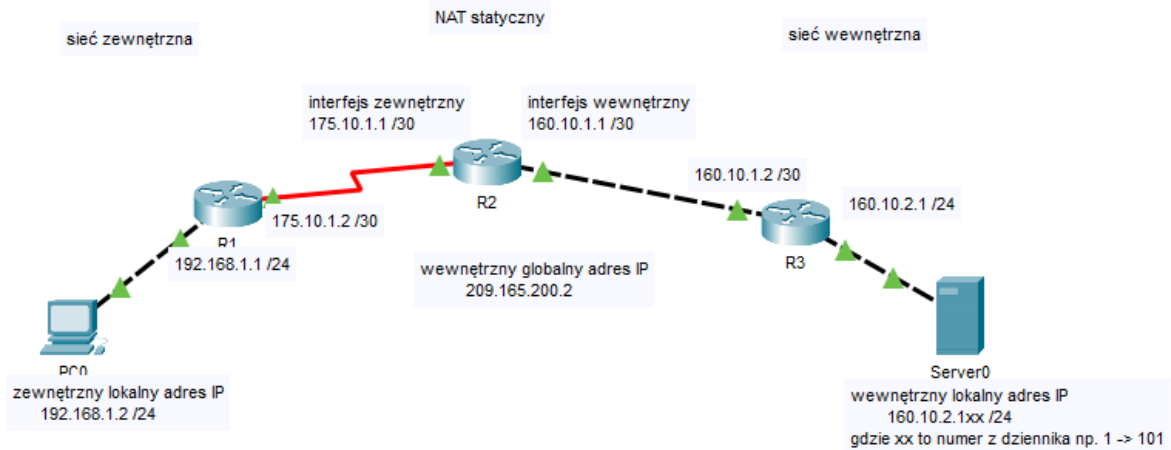 NAT statyczny
sieć zewnętrzna
sieć wewnętrzna
interfejs zewnętrzny
175.10.1.1 /30
interfejs wewnętrzny
160.10.1.1 /30
160.10.1.2 /30
R2
160.10.2.1 /24
175.10.1.2 /30
R1
192.168.1.1 /24
R3
wewnętrzny globalny adres IP
209.165.200.2
PC0
zewnętrzny lokalny adres IP
192.168.1.2 /24
Server0
wewnętrzny lokalny adres IP
160.10.2.1xx /24
gdzie xx to numer z dziennika np. 1 -> 101